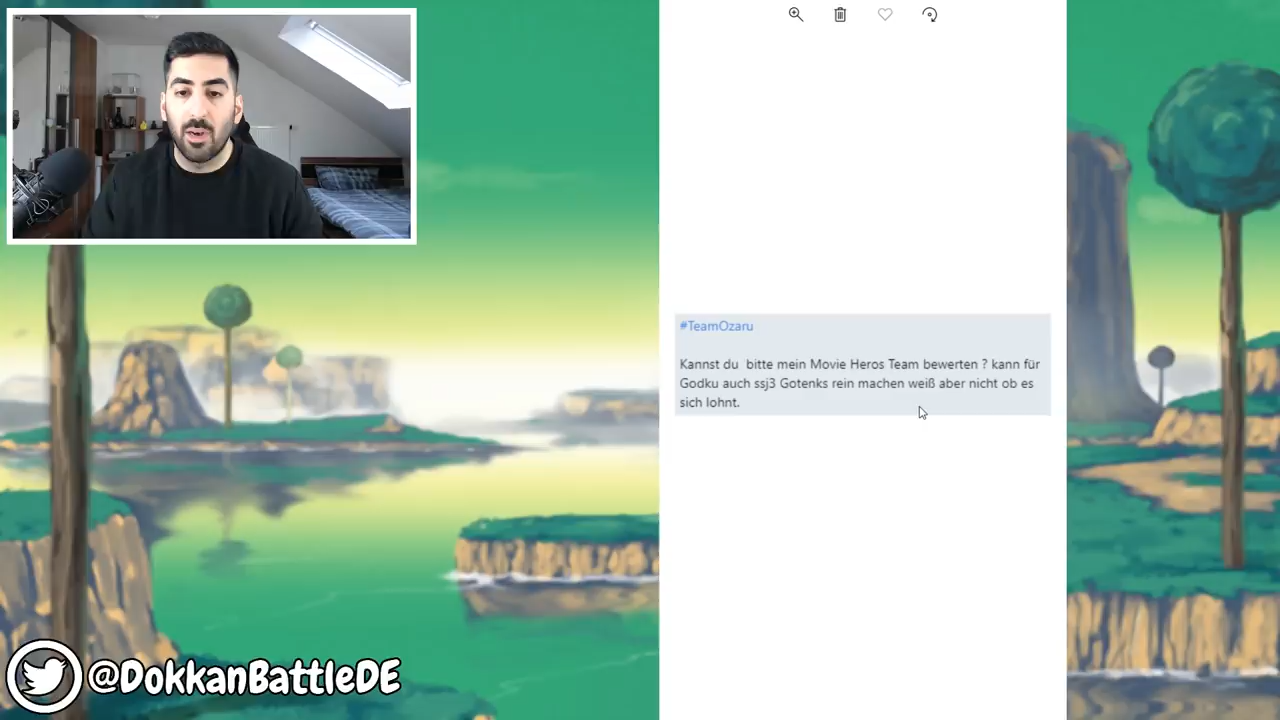 #TeamOzaru
Kannst du bitte mein Movie Heros Team bewerten ? kann für
Godku auch ssj3 Gotenks rein machen weiß aber nicht ob es
sich lohnt.
@DokkanBattleDE